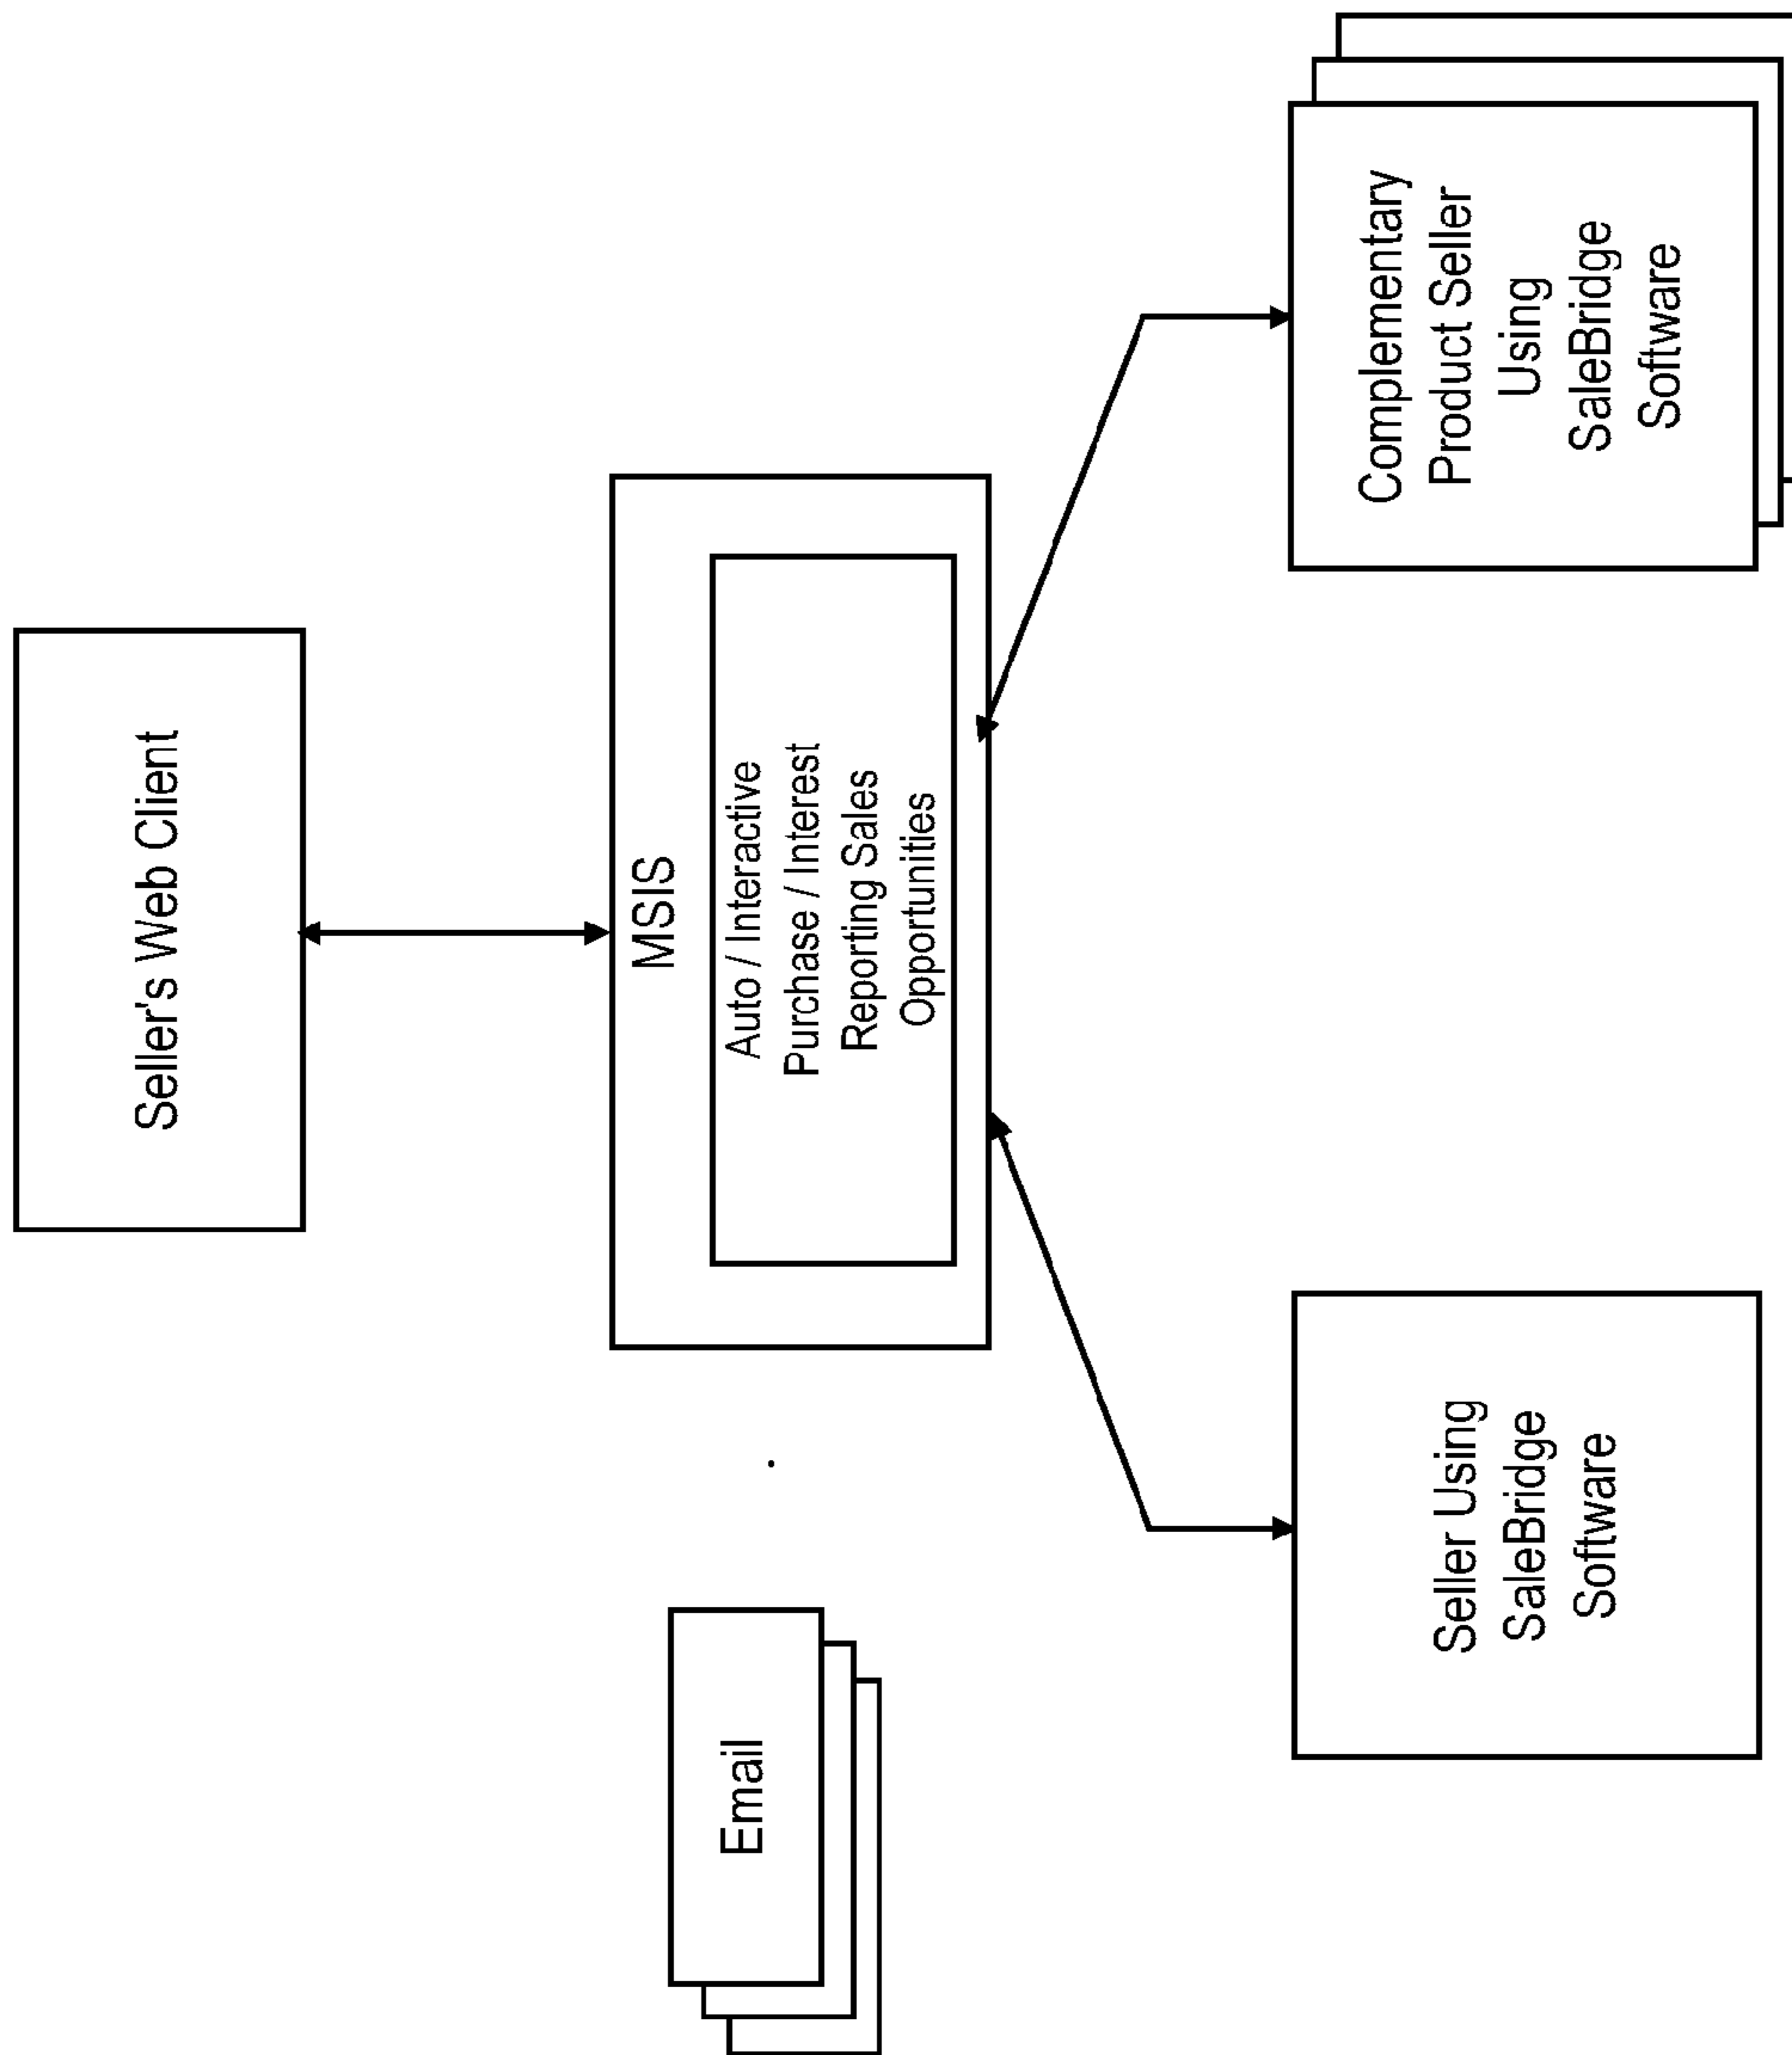 Seller's Web Client
MSIS
Auto / Interactive
Purchase / Interest
Reporting Sales
Opportunities
Email
Seller Using
SaleBridge
Software
Complementary
Product Seller
Using
SaleBridge
Software